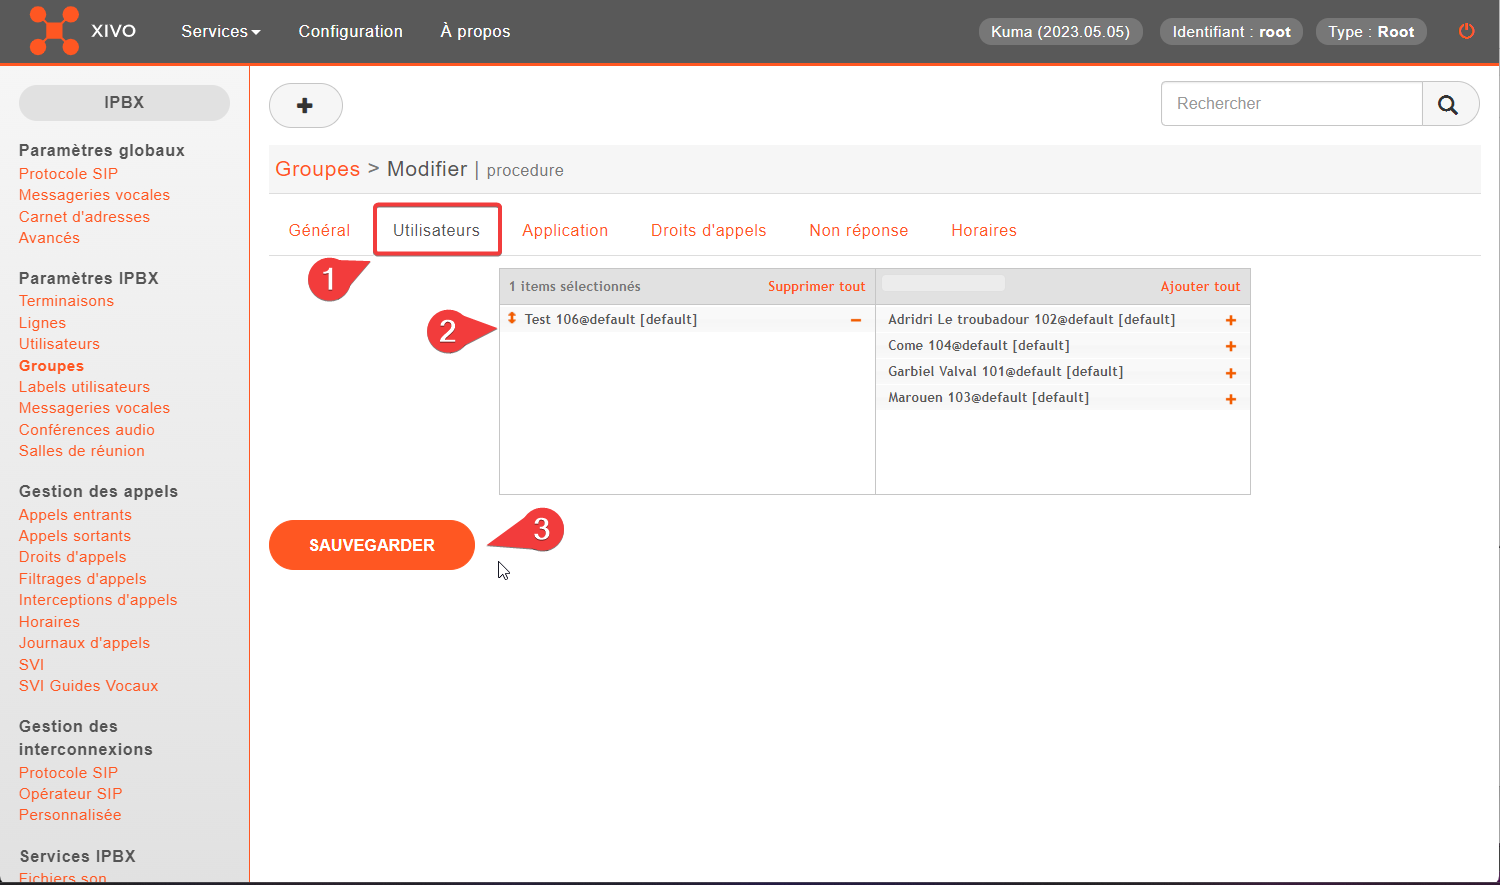 XIVO
Services
Configuration
À propos
Kuma (2023.05.05)
Identifiant : root
Type : Root
IPBX
Paramètres globaux
Protocole SIP
Messageries vocales
Carnet d'adresses
Avancés
Paramètres IPBX
Terminaisons
Lignes
Utilisateurs
Groupes
Labels utilisateurs
Messageries vocales
Conférences audio
Salles de réunion
Gestion des appels
Appels entrants
Appels sortants
Droits d'appels
Filtrages d'appels
Interceptions d'appels
Horaires
Journaux d'appels
SVI
SVI Guides Vocaux
Gestion des
interconnexions
Protocole SIP
Opérateur SIP
Personnalisée
Services IPBX
Fichiers son
Rechercher
Groupes > Modifier | procedure
Général
Utilisateurs
Application
Droits d'appels
Non réponse
Horaires
1
1 items sélectionnés
Supprimer tout
Ajouter tout
2
Test 106@default [default]
Adridri Le troubadour 102@default [default]
Come 104@default [default]
Garbiel Valval 101@default [default]
Marouen 103@default [default]
SAUVEGARDER
3